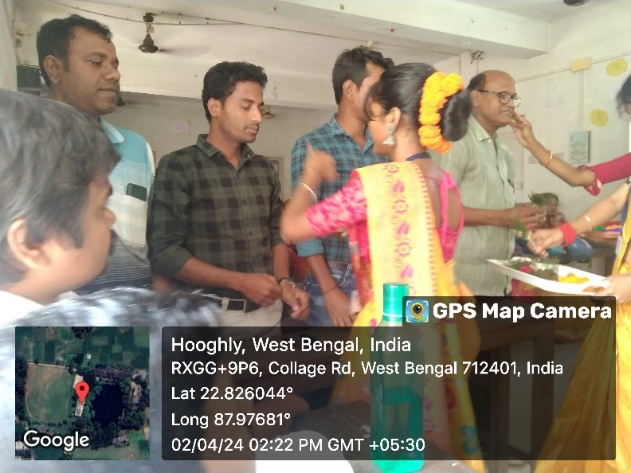 GPS Map Camera
Hooghly, West Bengal, India
RXGG+9P6, Collage Rd, West Bengal 712401, India
Lat 22.826044°
Long 87.97681°
02/04/24 02:22 PM GMT +05:30
Google